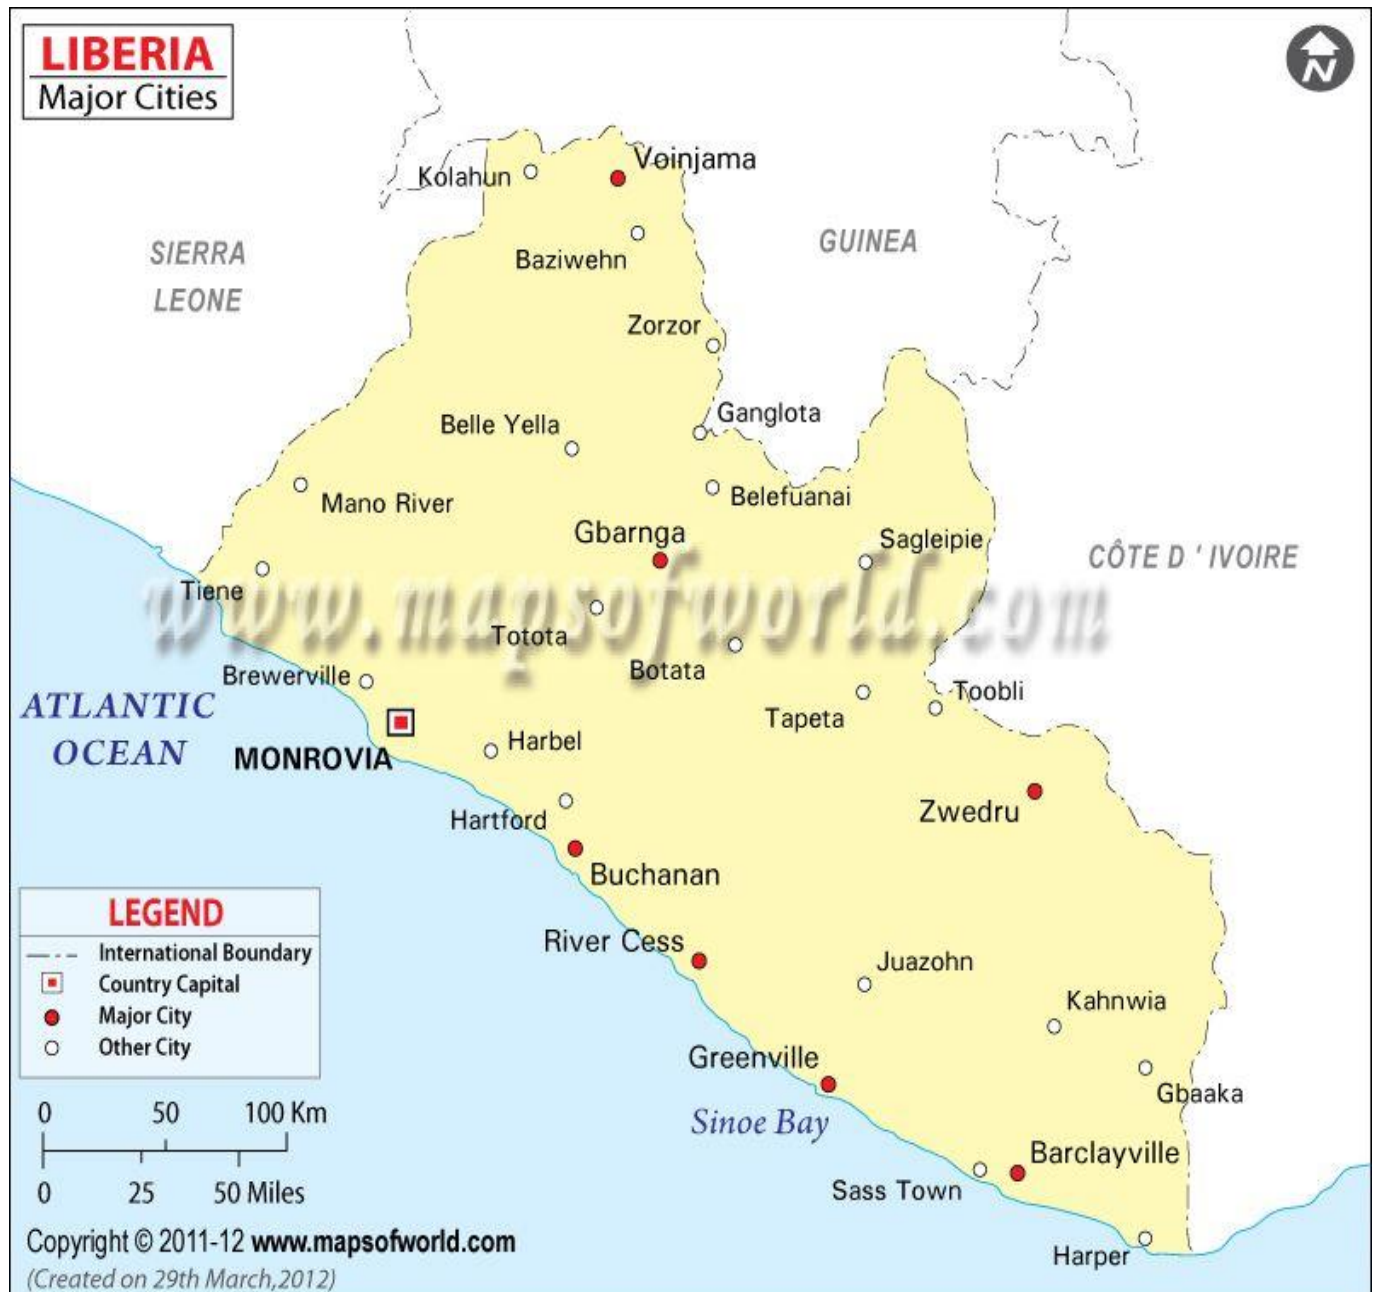 LIBERIA
Major Cities
N
Voinjama
Kolahun
SIERRA
LEONE
GUINEA
Baziwehn
Zorzor
Ganglota
Belle Yella
Mano River
Belefuanai
Gbarnga
Sagleipie
CÔTE D ' IVOIRE
Tiene
www.mapsofworld.com
Totota
Botata
Brewerville
Toobli
ATLANTIC
OCEAN
Tapeta
Harbel
MONROVIA
Zwedru
Hartford
Buchanan
LEGEND
International Boundary
Country Capital
Major City
Other City
River Cess
Juazohn
Kahnwia
Greenville
Gbaaka
Sinoe Bay
0 50 100 Km
0 25 50 Miles
Barclayville
Sass Town
Harper
Copyright © 2011-12 www.mapsofworld.com
(Created on 29th March,2012)